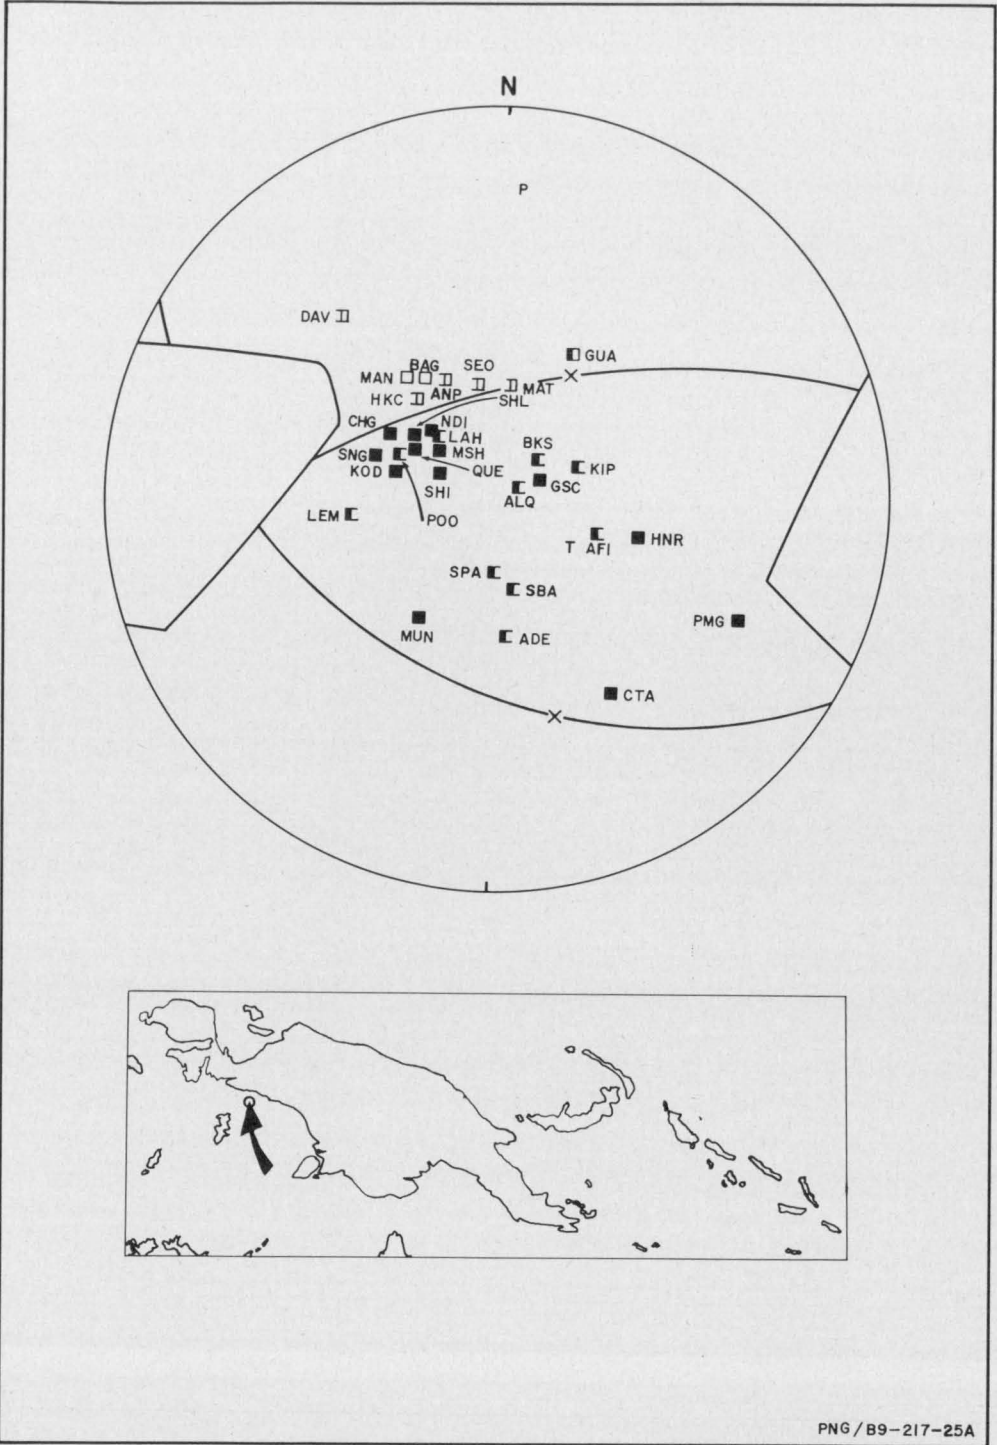 N
P
DAV
GUA
BAG
SEO
MAN
ANP
MAT
HKC
SHL
CHG
NDI
LAH
SNG
MSH
BKS
KOD
QUE
KIP
SHI
GSC
ALQ
LEM
POO
T AFI
HNR
SPA
SBA
MUN
ADE
PMG
CTA
PNG/B9-217-25A